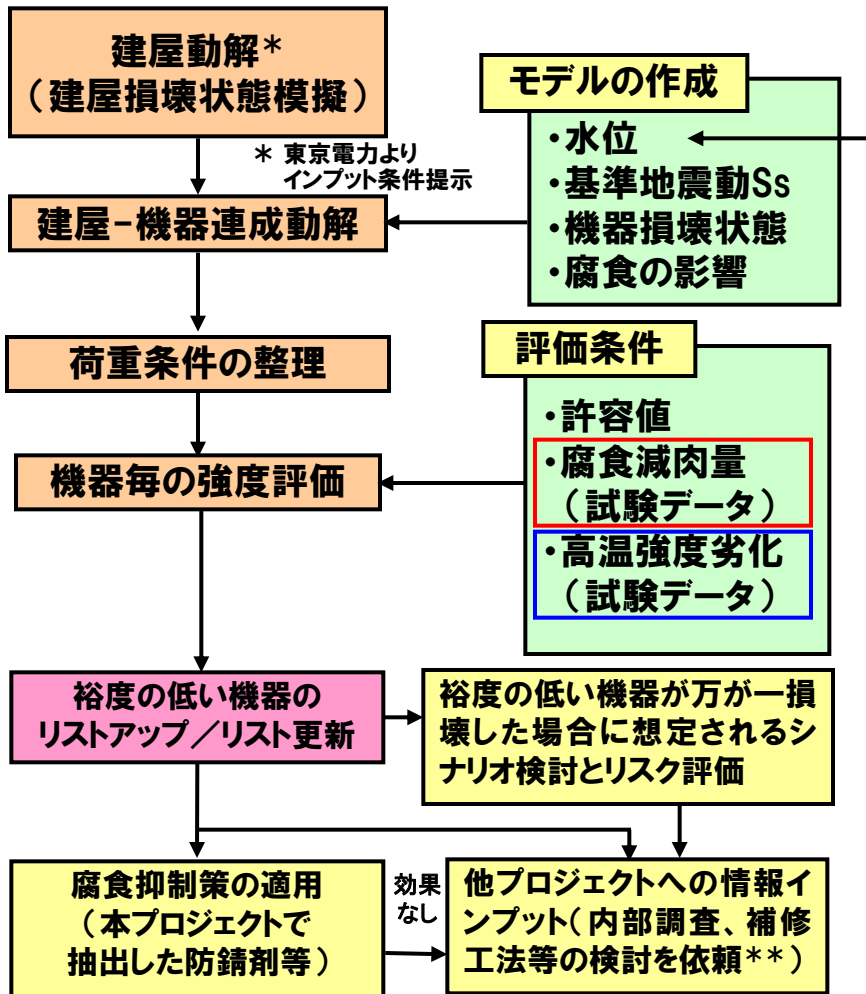 建屋動解*
（建屋損壊状態模擬）
* 東京電力より
インプット条件提示
モデルの作成
・水位
・基準地震動Ss
・機器損壊状態
・腐食の影響
建屋-機器連成動解
荷重条件の整理
評価条件
・許容値
・腐食減肉量
（試験データ）
・高温強度劣化
（試験データ）
機器毎の強度評価
裕度の低い機器の
リストアップ／リスト更新
裕度の低い機器が万が一損
壊した場合に想定されるシ
ナリオ検討とリスク評価
腐食抑制策の適用
（本プロジェクトで
抽出した防錆剤等）
効果
なし
他プロジェクトへの情報イ
ンプット（内部調査、補修
工法等の検討を依頼**）